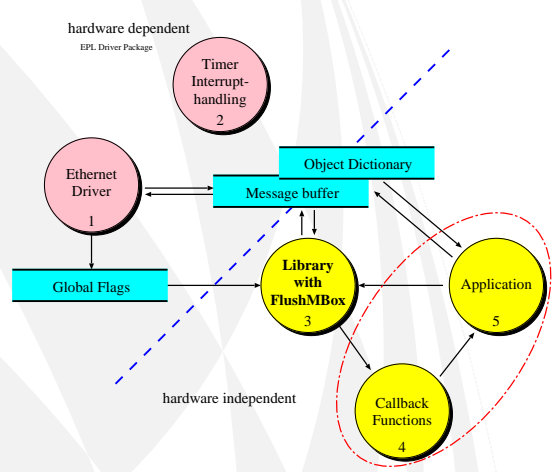 hardware dependent
EPL Driver Package
Timer
Interrupt-
handling
2
Object Dictionary
Ethernet
Driver
1
Message buffer
Global Flags
Library
with
FlushMBox
3
Application
5
hardware independent
Callback
Functions
4